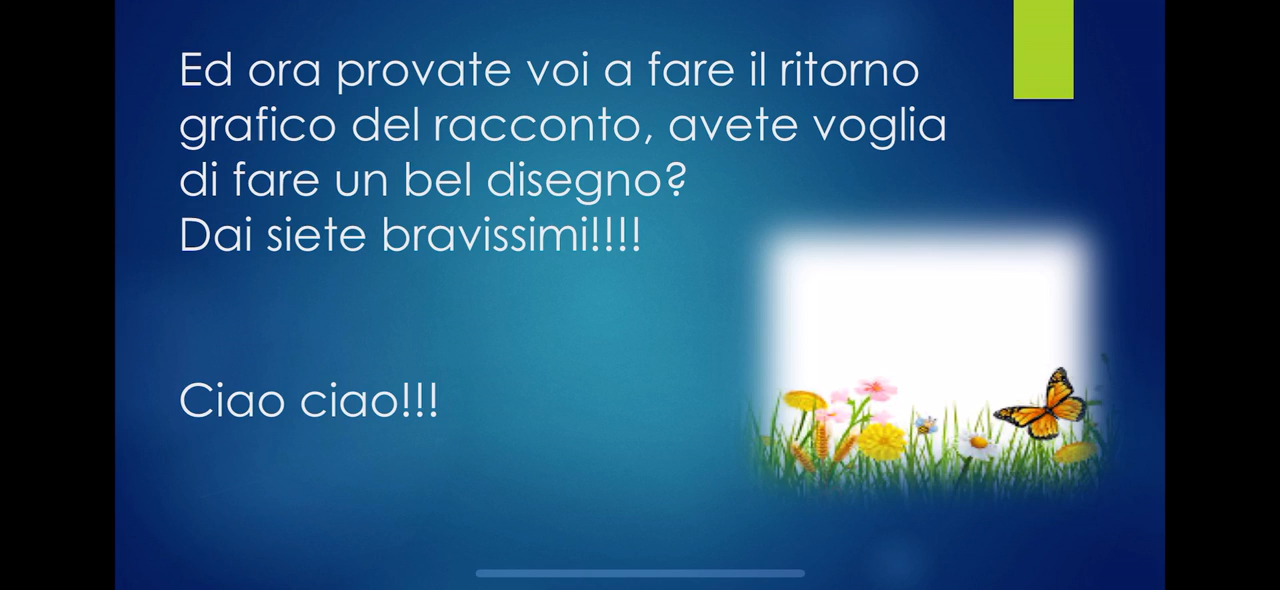 Ed ora provate voi a fare il ritorno
grafico del racconto, avete voglia
di fare un bel disegno?
Dai siete bravissimi!!!!
Ciao ciao!!!